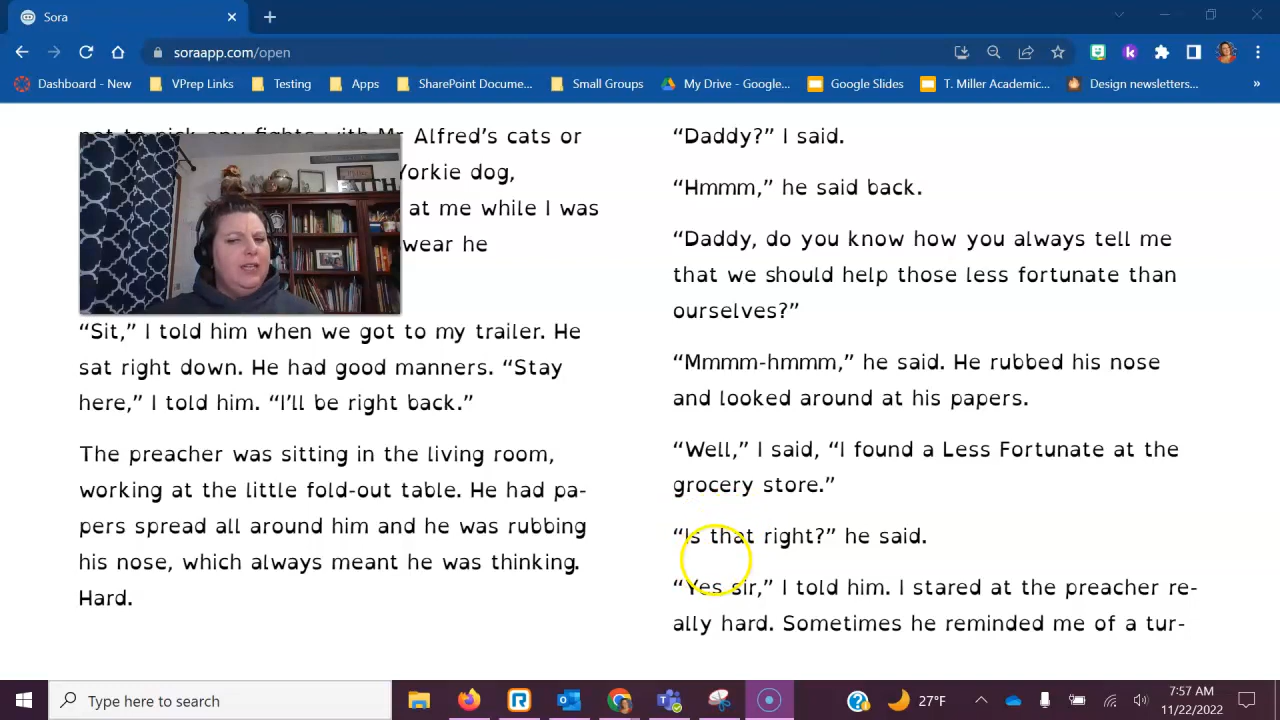 Sora
soraapp.com/open
Dashboard - New
VPrep Links
Testing
Apps
SharePoint Docume...
Small Groups
My Drive - Google...
Google Slides
T. Miller Academic...
Design newsletters...
»
not to pick any fights with Mr. Alfred's cats or
Yorkie dog,
at me while I was
wear he
FAITH
“Sit,” I told him when we got to my trailer. He
sat right down. He had good manners. “Stay
here,” I told him. “I'll be right back.”
The preacher was sitting in the living room,
working at the little fold-out table. He had pa-
pers spread all around him and he was rubbing
his nose, which always meant he was thinking.
Hard.
“Daddy?” I said.
“Hmmm,” he said back.
“Daddy, do you know how you always tell me
that we should help those less fortunate than
ourselves?”
“Mmmm-hmmm,” he said. He rubbed his nose
and looked around at his papers.
“Well,” I said, “I found a Less Fortunate at the
grocery store.”
“Is that right?” he said.
“Yes sir,” I told him. I stared at the preacher re-
ally hard. Sometimes he reminded me of a tur-
Type here to search
27°F
7:57 AM
11/22/2022